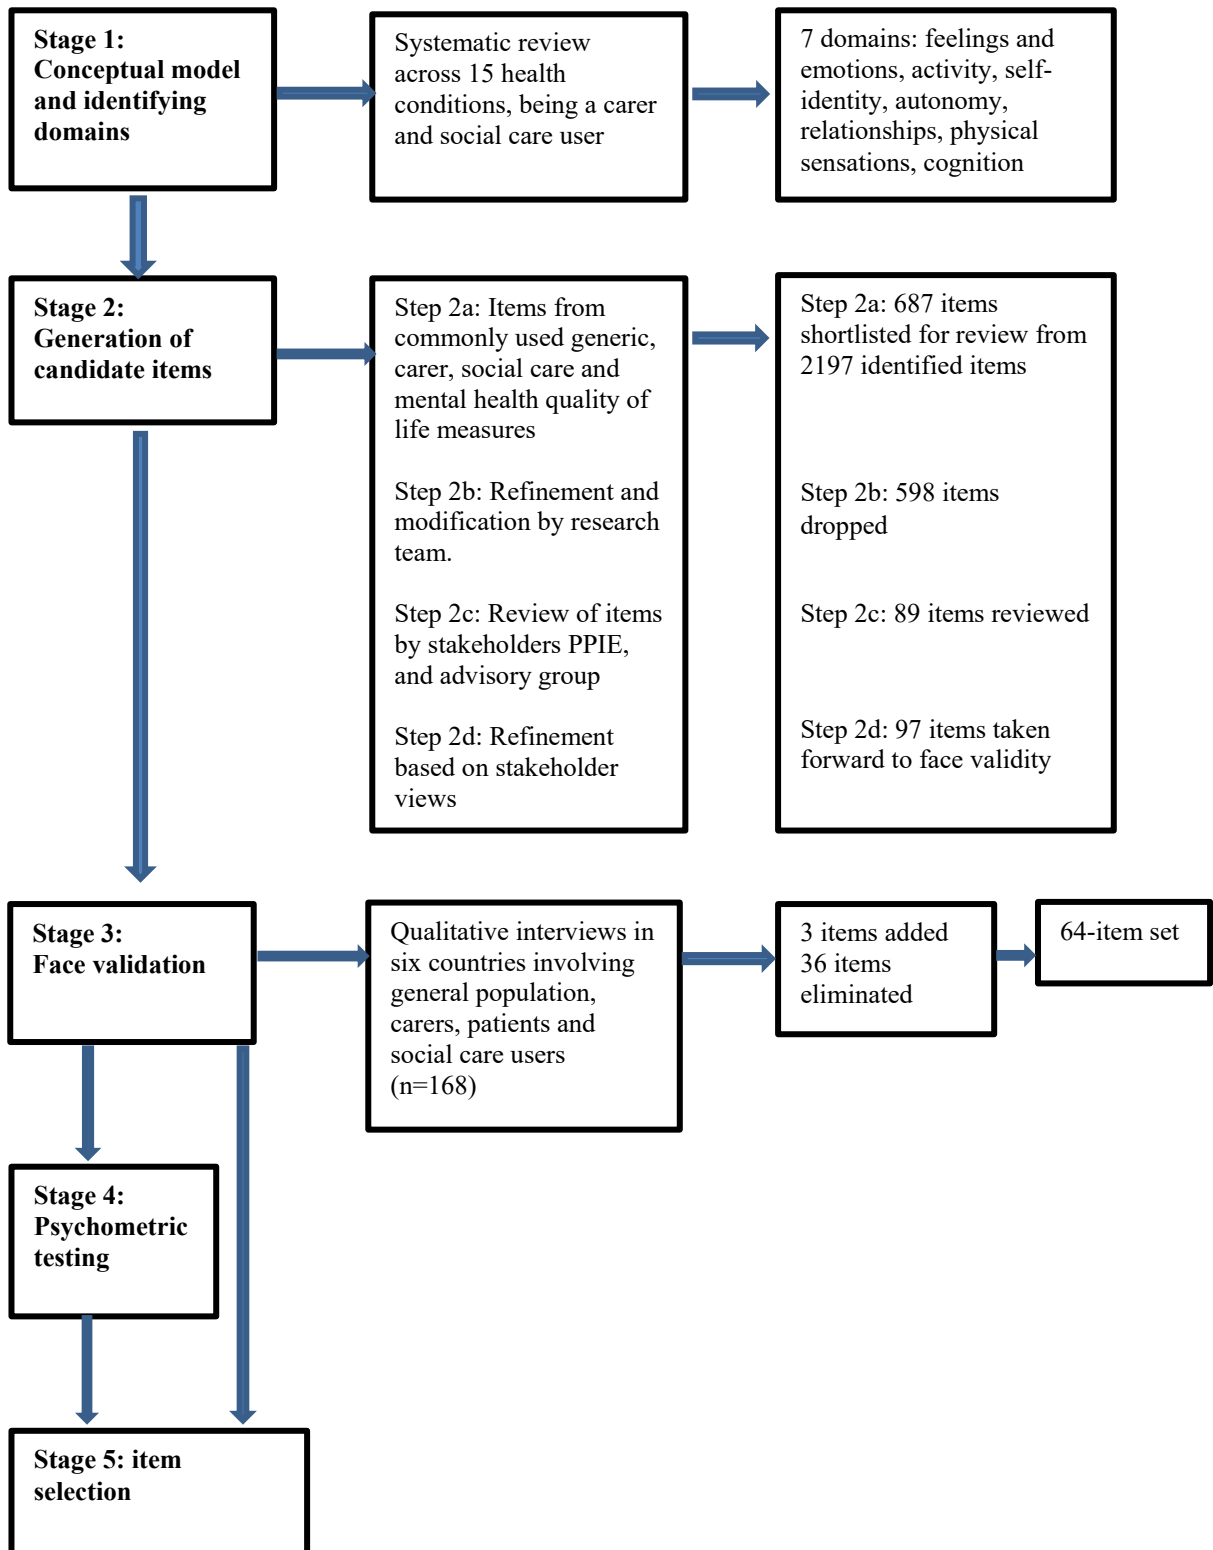 Stage 1:
Conceptual model
and identifying
domains
Systematic review
across 15 health
conditions, being a carer
and social care user
7 domains: feelings and
emotions, activity, self-
identity, autonomy,
relationships, physical
sensations, cognition
Stage 2:
Generation of
candidate items
Step 2a: Items from
commonly used generic,
carer, social care and
mental health quality of
life measures
Step 2b: Refinement and
modification by research
team.
Step 2c: Review of items
by stakeholders PPIE,
and advisory group
Step 2d: Refinement
based on stakeholder
views
Step 2a: 687 items
shortlisted for review from
2197 identified items
Step 2b: 598 items
dropped
Step 2c: 89 items reviewed
Step 2d: 97 items taken
forward to face validity
Stage 3:
Face validation
Qualitative interviews in
six countries involving
general population,
carers, patients and
social care users
(n=168)
3 items added
36 items
eliminated
64-item set
Stage 4:
Psychometric
testing
Stage 5: item
selection